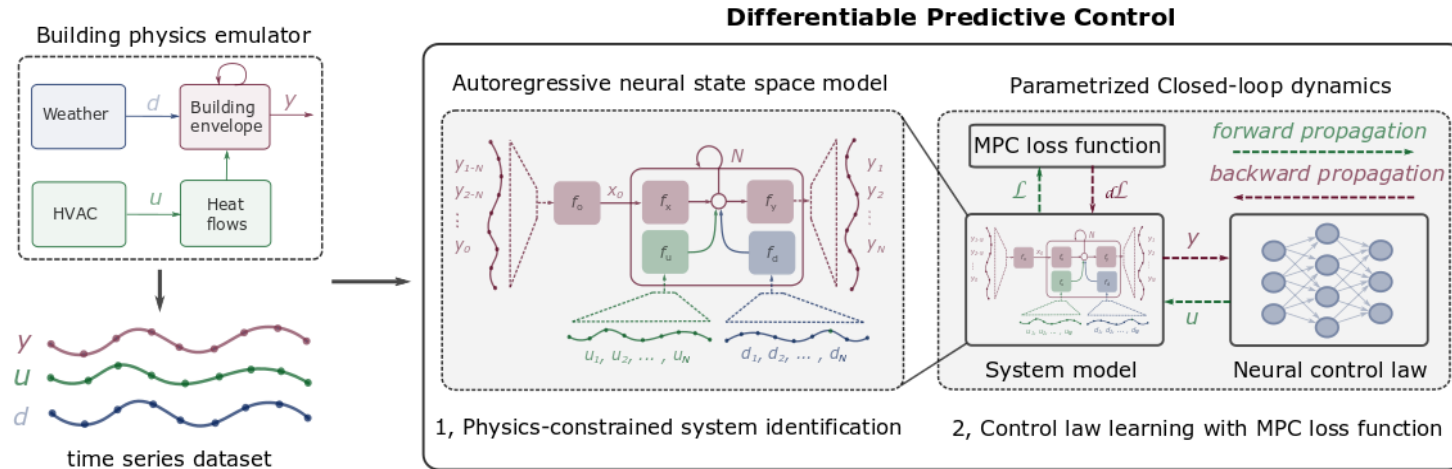 Differentiable Predictive Control
Building physics emulator
Weather
d
Building
envelope
y
HVAC
u
Heat
flows
y
u
d
time series dataset
Autoregressive neural state space model
y1-N
y2-N
⋮
y0
fo
x0
N
fx
fy
fu
fd
y1
y2
⋮
yN
u1, u2, ... , uN
d1, d2, ... , dN
1, Physics-constrained system identification
Parametrized Closed-loop dynamics
MPC loss function
forward propagation
backward propagation
ℒ
dℒ
N
y
u
System model
Neural control law
2, Control law learning with MPC loss function